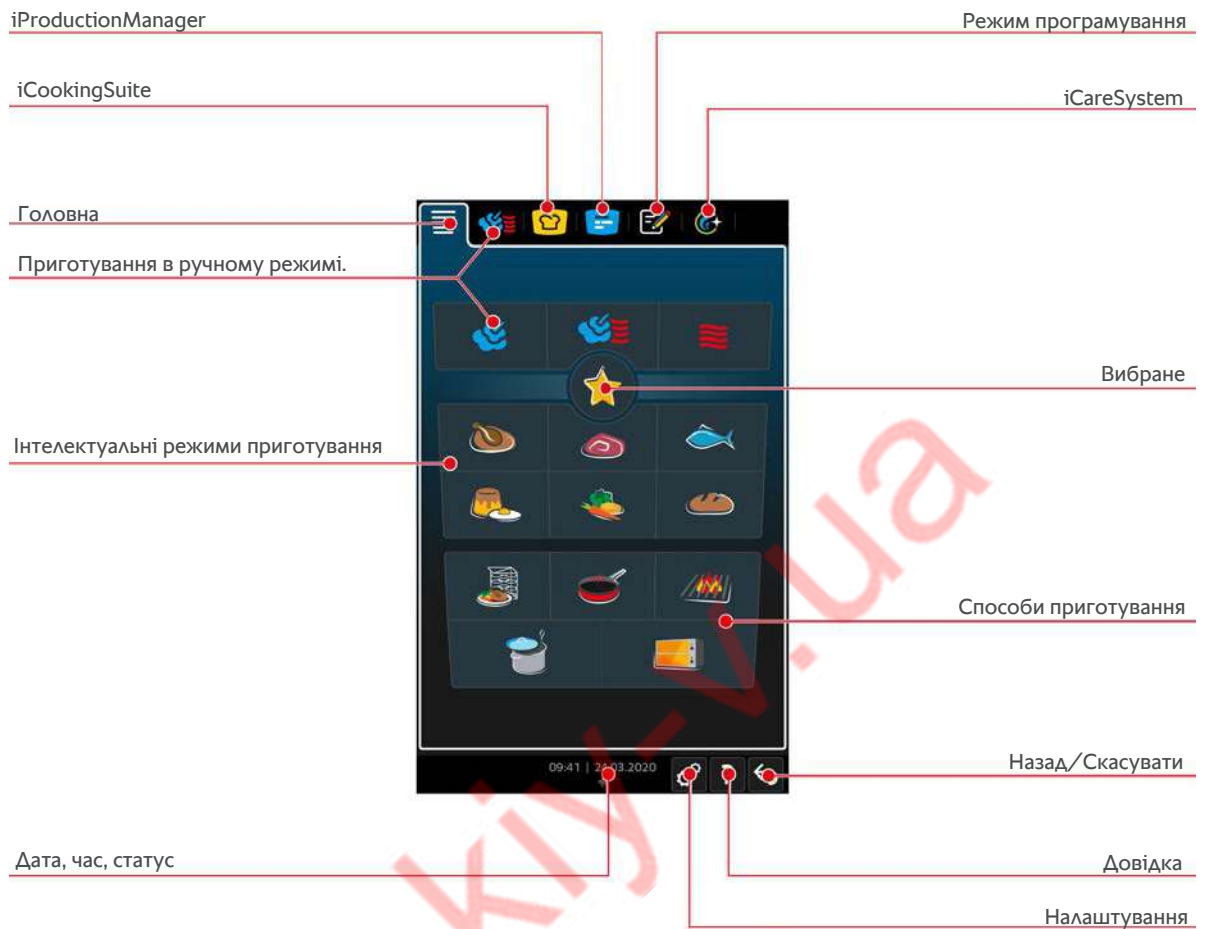 iProductionManager
Режим програмування
iCookingSuite
iCareSystem
Головна
Приготування в ручному режимі.
Вибране
Інтелектуальні режими приготування
Способи приготування
09:41 | 21.03.2020
Назад/Скасувати
Дата, час, статус
Довідка
Налаштування
kiy-v.ua